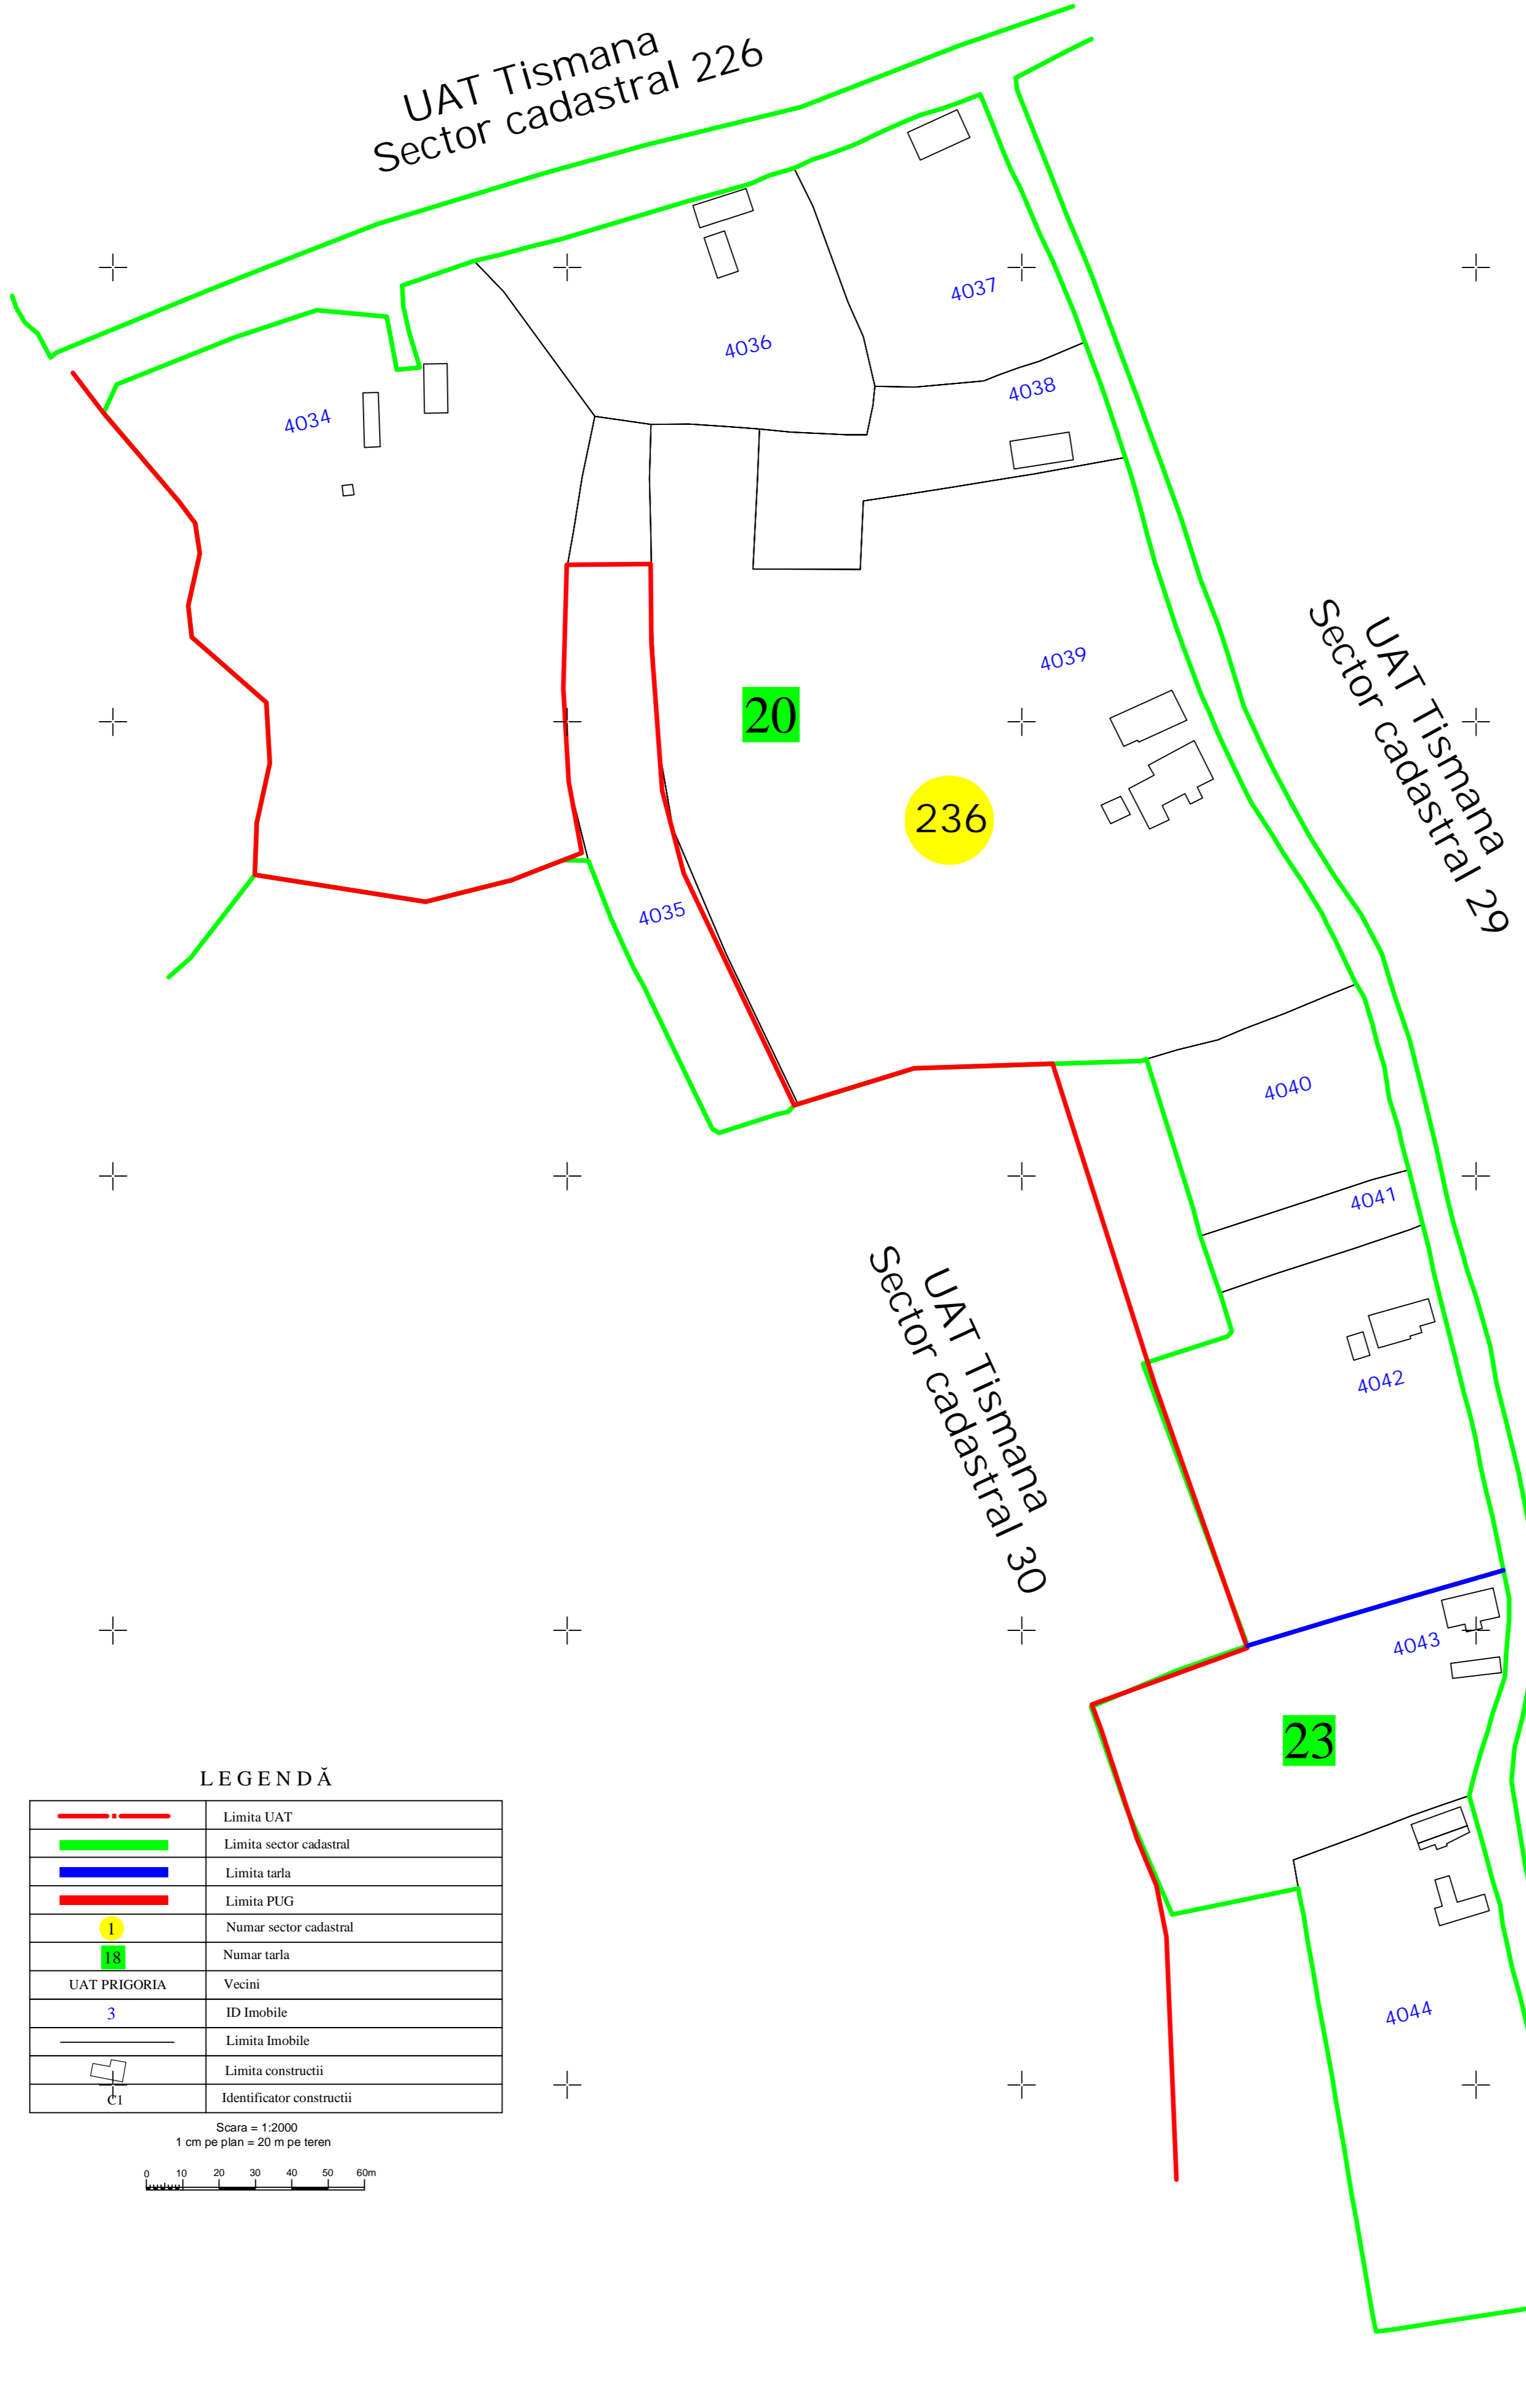 UAT Tismana
Sector cadastral 226
4037
4036
4038
4034
UAT Tismana
Sector cadastral 29
4039
20
236
4035
4040
4041
UAT Tismana
Sector cadastral 30
4042
4043
23
4044
LEGENDĂ
Limita UAT
Limita sector cadastral
Limita tarla
Limita PUG
1 Numar sector cadastral
18 Numar tarla
UAT PRIGORIA Vecini
3 ID Imobile
Limita Imobile
Limita constructii
C1 Identificator constructii
Scara = 1:2000
1 cm pe plan = 20 m pe teren
0 10 20 30 40 50 60m